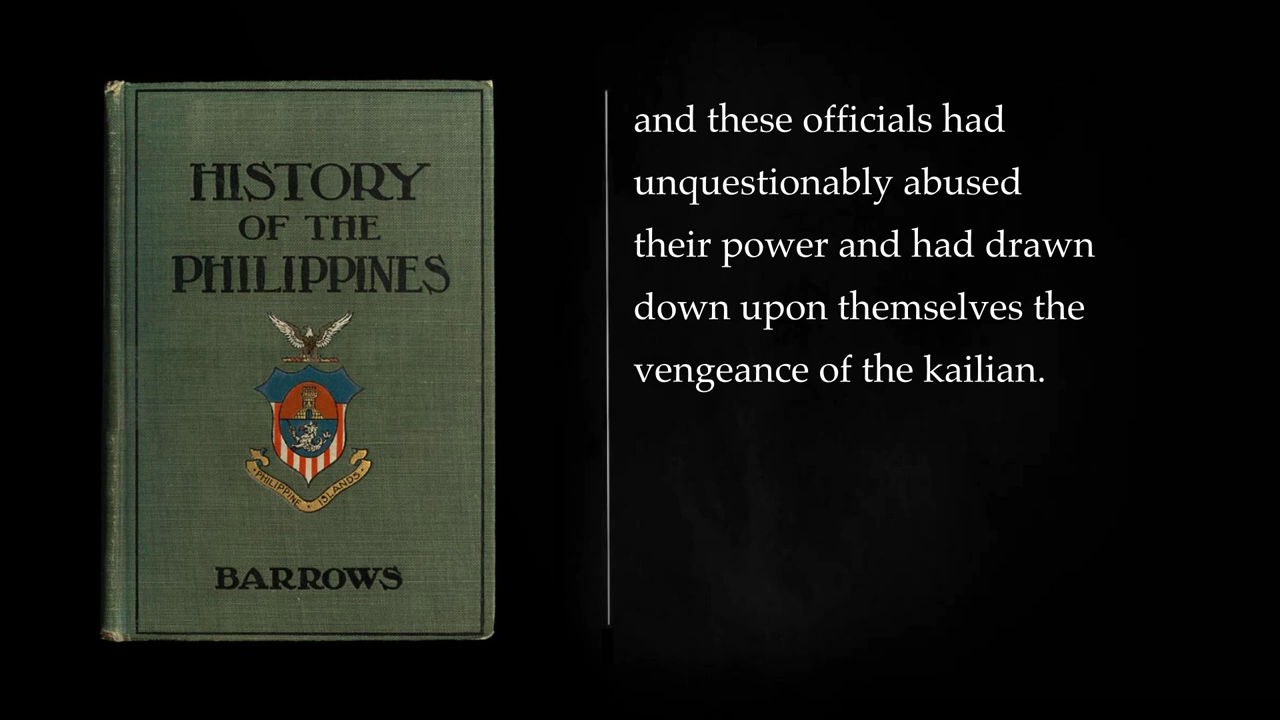 HISTORY
OF THE
PHILIPPINES
PHILIPPINE ISLANDS
BARROWS
and these officials had
unquestionably abused
their power and had drawn
down upon themselves the
vengeance of the kailian.